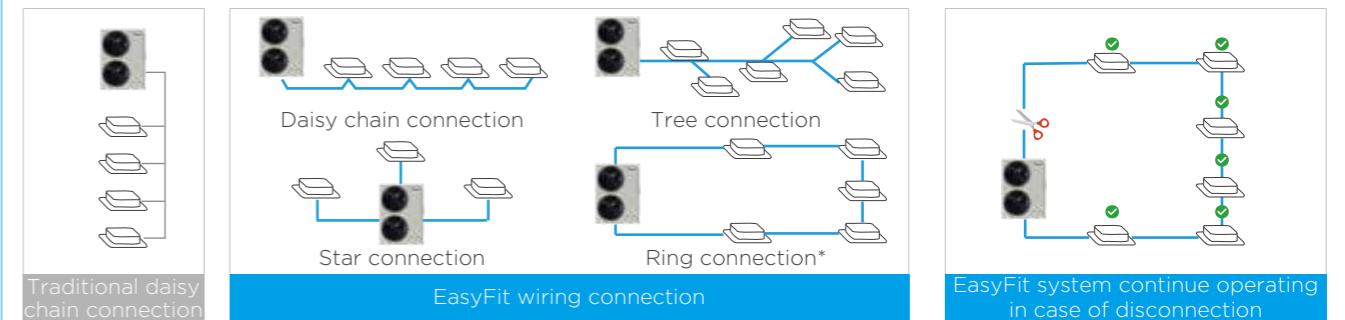 Daisy chain connection
Tree connection
Star connection
Ring connection*
Traditional daisy
chain connection
EasyFit wiring connection
EasyFit system continue operating
in case of disconnection